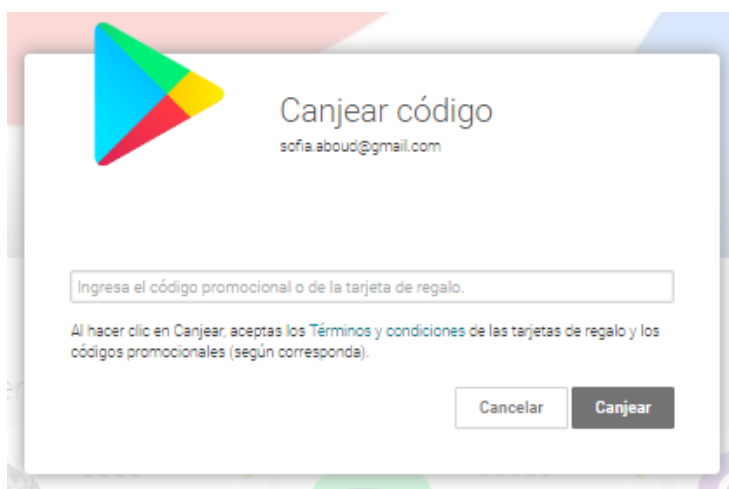 Canjear código
sofia.aboud@gmail.com
Ingresa el código promocional o de la tarjeta de regalo.
Al hacer clic en Canjear, aceptas los Términos y condiciones de las tarjetas de regalo y los
códigos promocionales (según corresponda).
Cancelar
Canjear